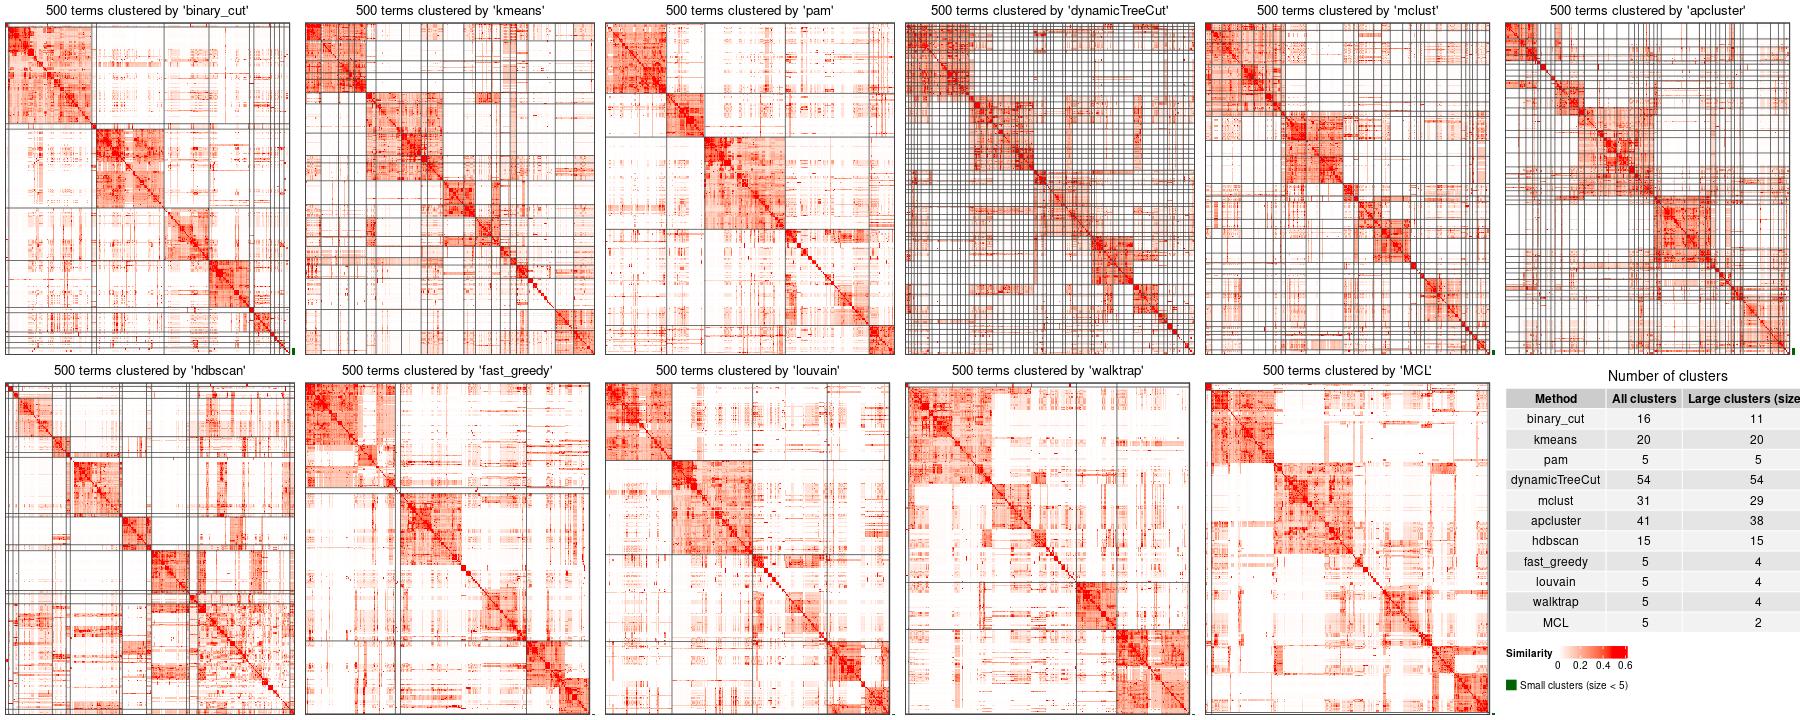 500 terms clustered by 'binary_cut'
500 terms clustered by 'kmeans'
500 terms clustered by 'pam'
500 terms clustered by 'dynamicTreeCut'
500 terms clustered by 'mclust'
500 terms clustered by 'apcluster'
500 terms clustered by 'hdbscan'
500 terms clustered by 'fast_greedy'
500 terms clustered by 'louvain'
500 terms clustered by 'walktrap'
500 terms clustered by 'MCL'
Number of clusters
Method All clusters Large clusters (size
binary_cut 16 11
kmeans 20 20
pam 5 5
dynamicTreeCut 54 54
mclust 31 29
apcluster 41 38
hdbscan 15 15
fast_greedy 5 4
louvain 5 4
walktrap 5 4
MCL 5 2
Similarity
0 0.2 0.4 0.6
Small clusters (size < 5)